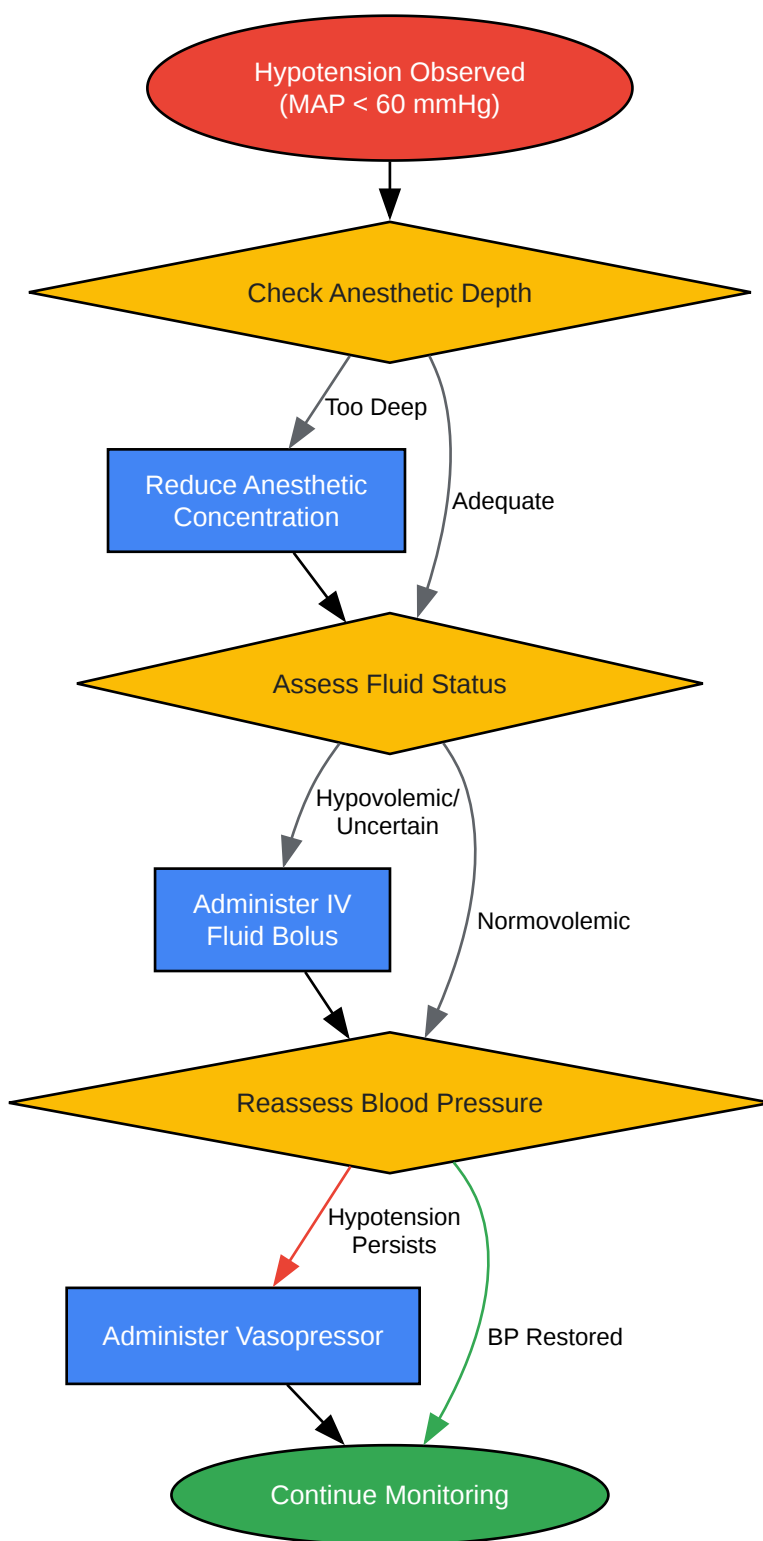 Hypotension Observed
(MAP < 60 mmHg)
Check Anesthetic Depth
Too Deep
Reduce Anesthetic
Concentration
Adequate
Assess Fluid Status
Hypovolemic/
Uncertain
Administer IV
Fluid Bolus
Normovolemic
Reassess Blood Pressure
Hypotension
Persists
Administer Vasopressor
BP Restored
Continue Monitoring